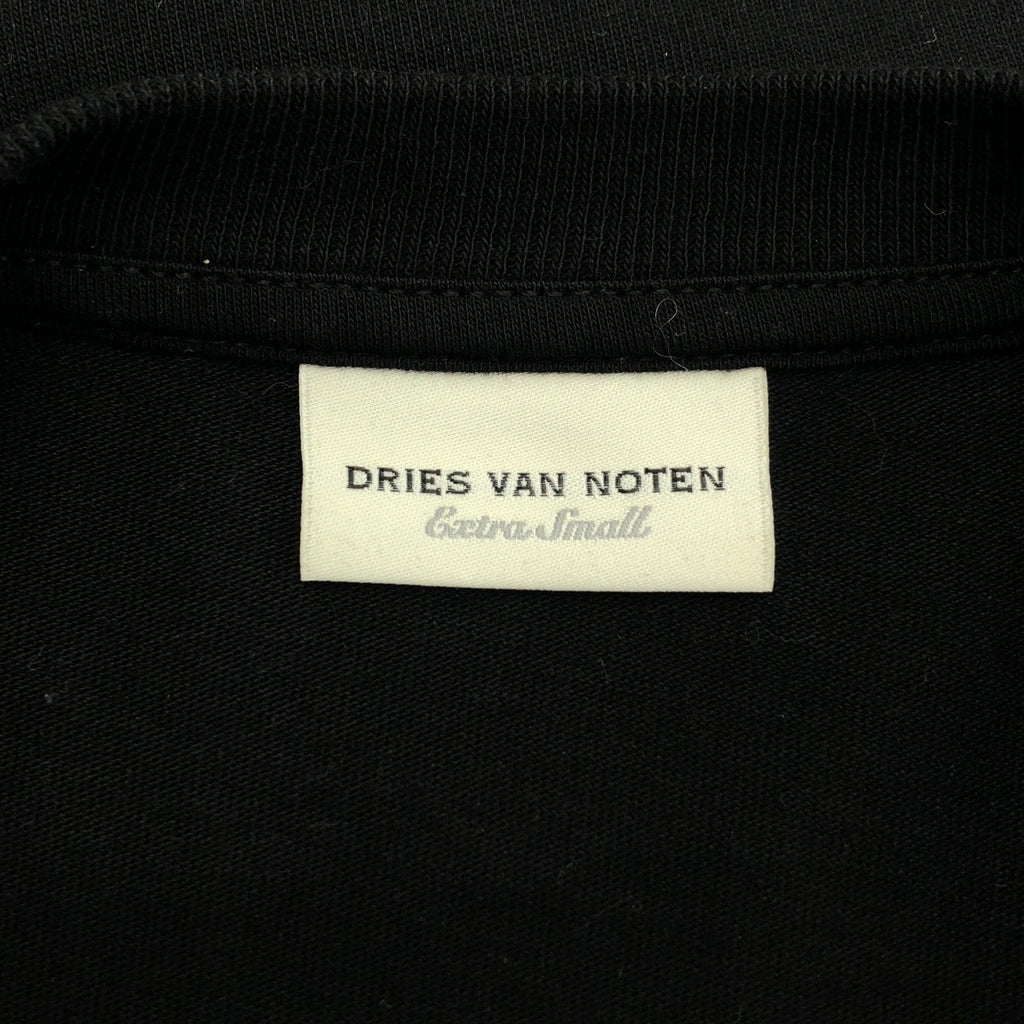 DRIES VAN NOTEN
Extra Small